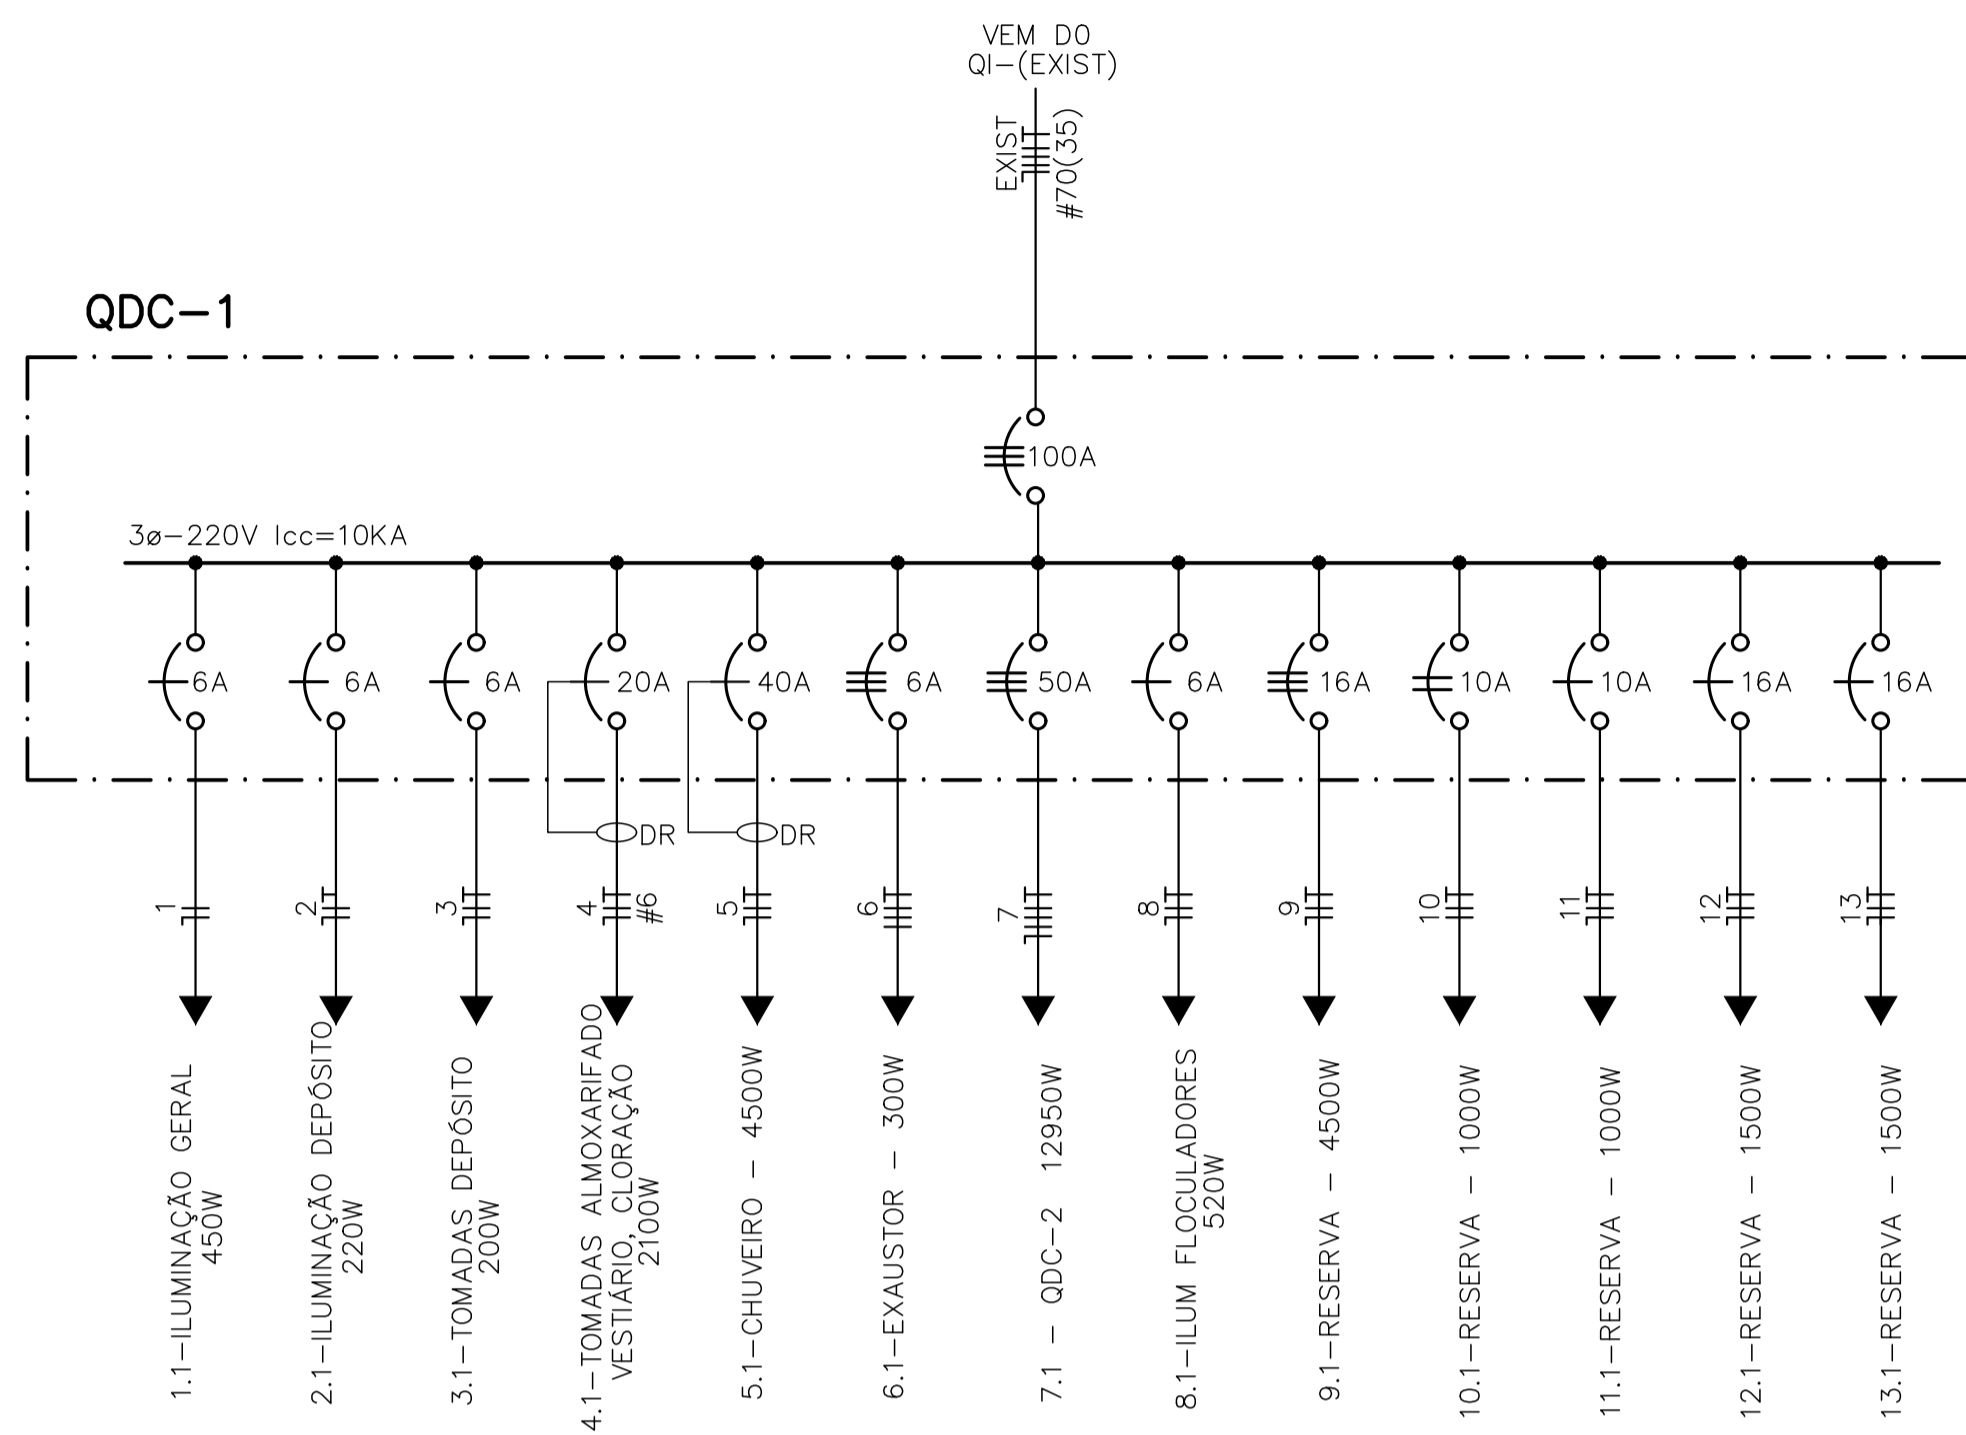 VEM DO
QI-(EXIST)
EXIST
#70(35)
QDC-1
100A
3ø-220V Icc=10KA
6A
6A
6A
20A
40A
6A
50A
6A
16A
10A
10A
16A
16A
DR
DR
1
2
3
4
#6
5
6
7
8
9
10
11
12
13
1.1-ILUMINAÇÃO GERAL
450W
2.1-ILUMINAÇÃO DEPÓSITO
220W
3.1-TOMADAS DEPÓSITO
200W
4.1-TOMADAS ALMOXARIFADO
VESTIÁRIO, CLORAÇÃO
2100W
5.1-CHUVEIRO - 4500W
6.1-EXAUSTOR - 300W
7.1 - QDC-2 12950W
8.1-ILUM FLOCULADORES
520W
9.1-RESERVA - 4500W
10.1-RESERVA - 1000W
11.1-RESERVA - 1000W
12.1-RESERVA - 1500W
13.1-RESERVA - 1500W